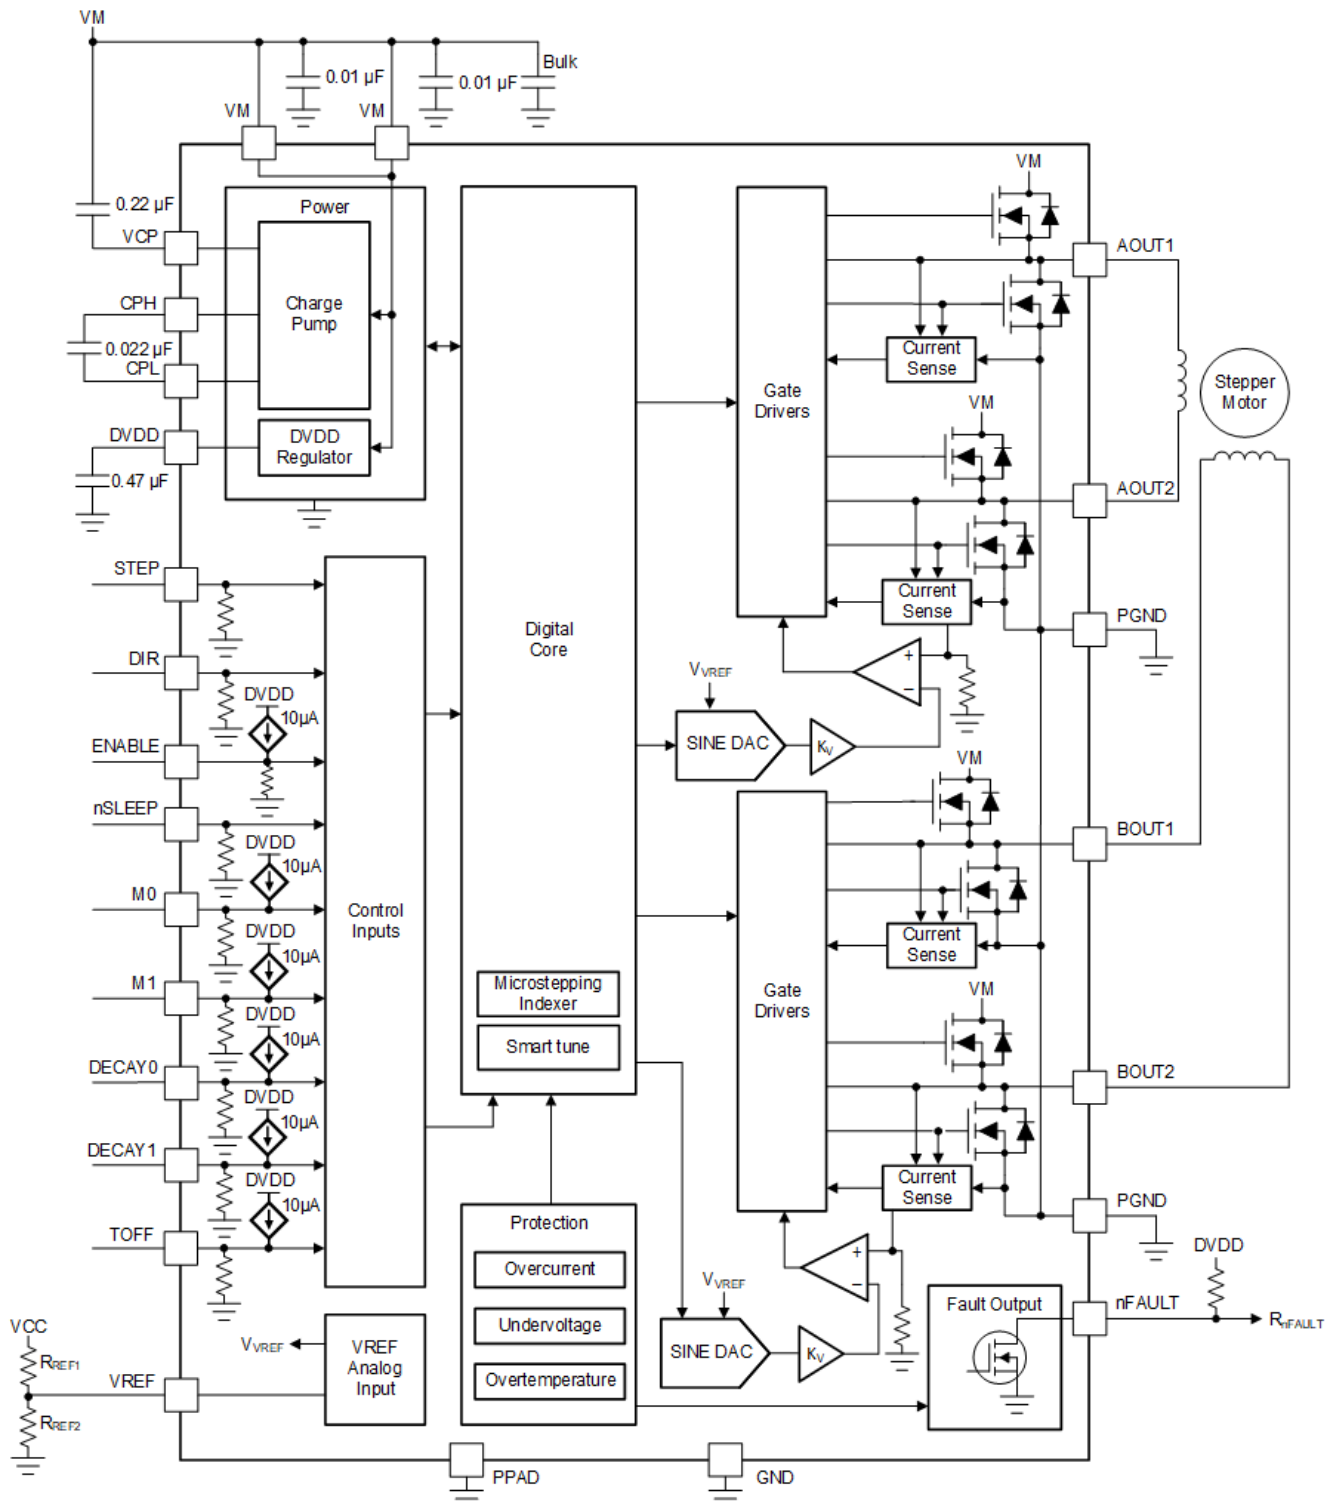 VM
Bulk
0.01 µF
0.01 µF
VM
VM
VM
0.22 µF
Power
VCP
AOUT1
CPH
Charge
Pump
0.022 µF
CPL
Current
Sense
Gate
Drivers
Stepper
Motor
VM
DVDD
DVDD
Regulator
0.47 µF
AOUT2
STEP
Current
Sense
PGND
Digital
Core
DIR
+
−
VVREF
DVDD
10µA
ENABLE
SINE DAC
KV
VM
nSLEEP
DVDD
10µA
BOUT1
M0
Control
Inputs
DVDD
10µA
Current
Sense
M1
Microstepping
Indexer
Gate
Drivers
VM
DVDD
10µA
Smart tune
DECAY0
BOUT2
DVDD
10µA
DECAY1
DVDD
10µA
Current
Sense
PGND
Protection
TOFF
Overcurrent
+
−
DVDD
VVREF
Fault Output
nFAULT
RnFAULT
VCC
Undervoltage
VVREF
VREF
Analog
Input
SINE DAC
KV
RREF1
VREF
Overtemperature
RREF2
PPAD
GND